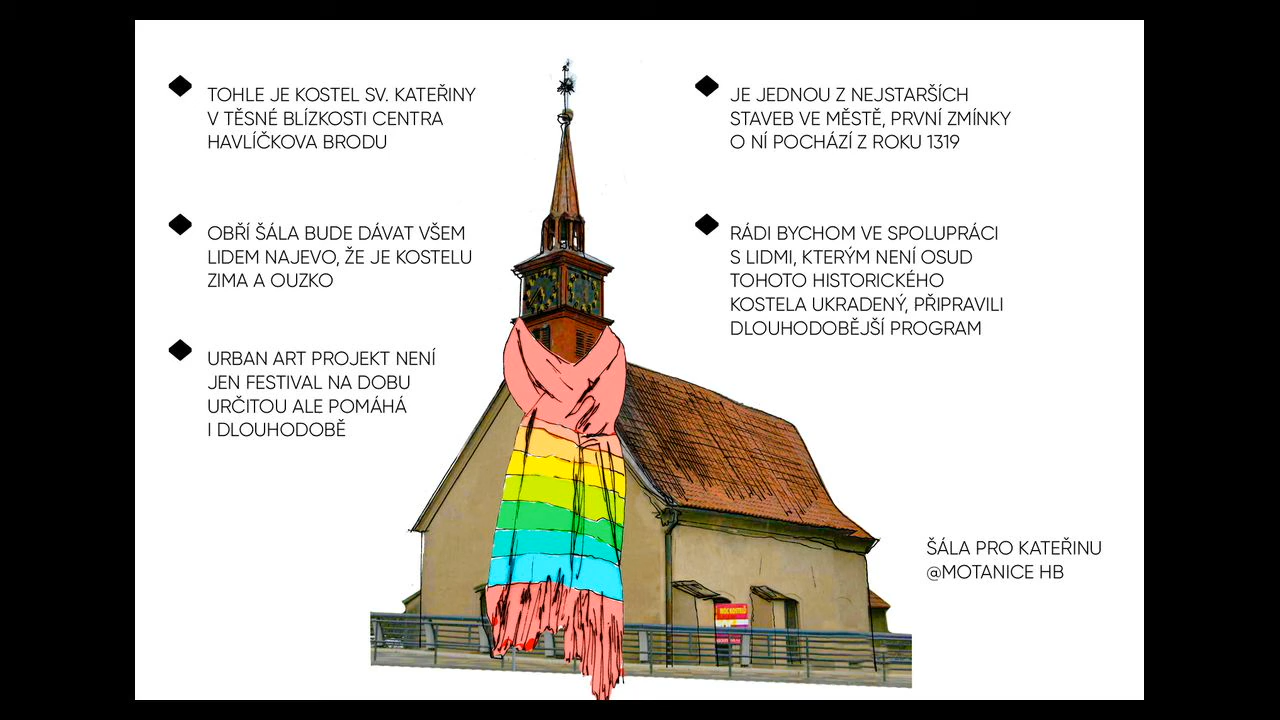 TOHLE JE KOSTEL SV. KATEŘINY
V TĚSNÉ BLÍZKOSTI CENTRA
HAVLÍČKOVA BRODU
OBŘÍ ŠÁLA BUDE DÁVAT VŠEM
LIDEM NAJEVO, ŽE JE KOSTELU
ZIMA A OUZKO
URBAN ART PROJEKT NENÍ
JEN FESTIVAL NA DOBU
URČITOU ALE POMÁHÁ
I DLOUHODOBĚ
JE JEDNOU Z NEJSTARŠÍCH
STAVEB VE MĚSTĚ, PRVNÍ ZMÍNKY
O NÍ POCHÁZÍ Z ROKU 1319
RÁDI BYCHOM VE SPOLUPRÁCI
S LIDMI, KTERÝM NENÍ OSUD
TOHOTO HISTORICKÉHO
KOSTELA UKRADENÝ, PŘIPRAVILI
DLOUHODOBĚJŠÍ PROGRAM
ŠÁLA PRO KATEŘINU
@MOTANICE HB
NOC KOSTELŮ